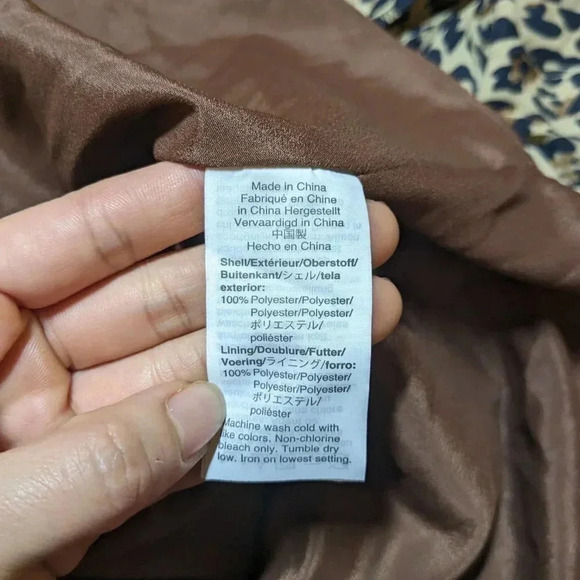 Made in China
Fabriqué en Chine
in China Hergestellt
Vervaardigd in China
中国製
Hecho en China
Shell/Extérieur/Oberstoff/
Buitenkant/シェル/tela
exterior:
100% Polyester/Polyester/
Polyester/Polyester/
ポリエステル/
poliéster
Lining/Doublure/Futter/
Voering/ライニング/forro:
100% Polyester/Polyester/
Polyester/Polyester/
ポリエステル/
poliéster
Machine wash cold with
like colors. Non-chlorine
bleach only. Tumble dry
low. Iron on lowest setting.